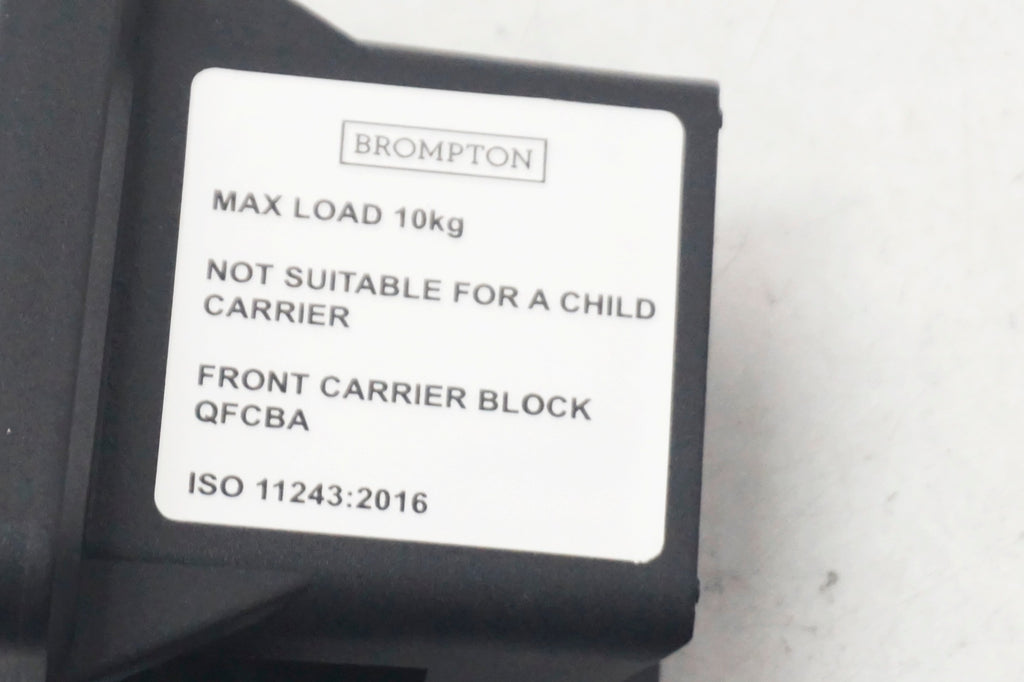 BROMPTON
MAX LOAD 10kg
NOT SUITABLE FOR A CHILD
CARRIER
FRONT CARRIER BLOCK
QFCBA
ISO 11243:2016